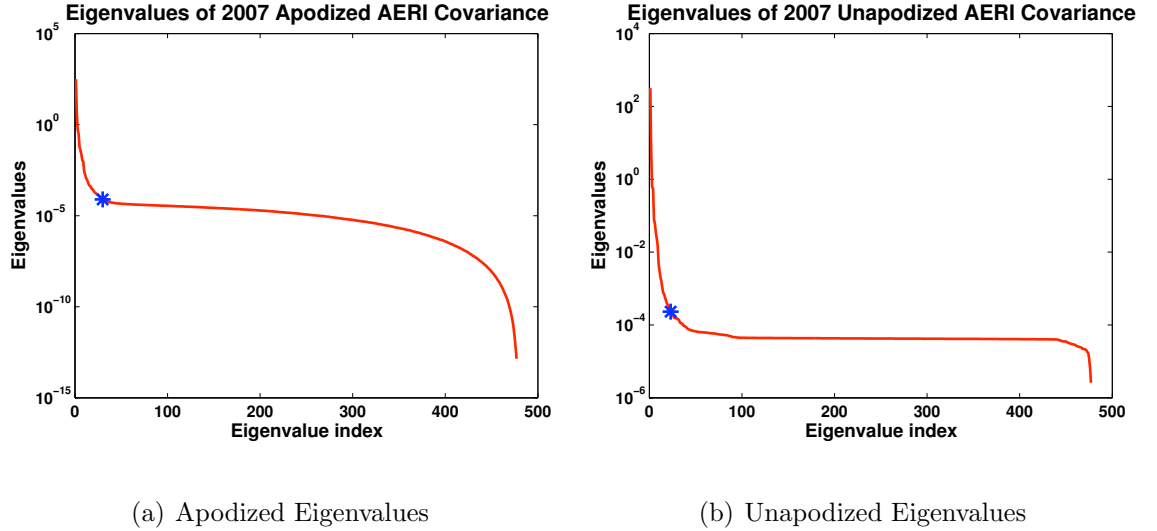 Eigenvalues of 2007 Apodized AERI Covariance
10^5
10^0
10^−5
10^−10
10^−15
Eigenvalues
0 100 200 300 400 500
Eigenvalue index
(a) Apodized Eigenvalues
Eigenvalues of 2007 Unapodized AERI Covariance
10^4
10^2
10^0
10^−2
10^−4
10^−6
Eigenvalues
0 100 200 300 400 500
Eigenvalue index
(b) Unapodized Eigenvalues